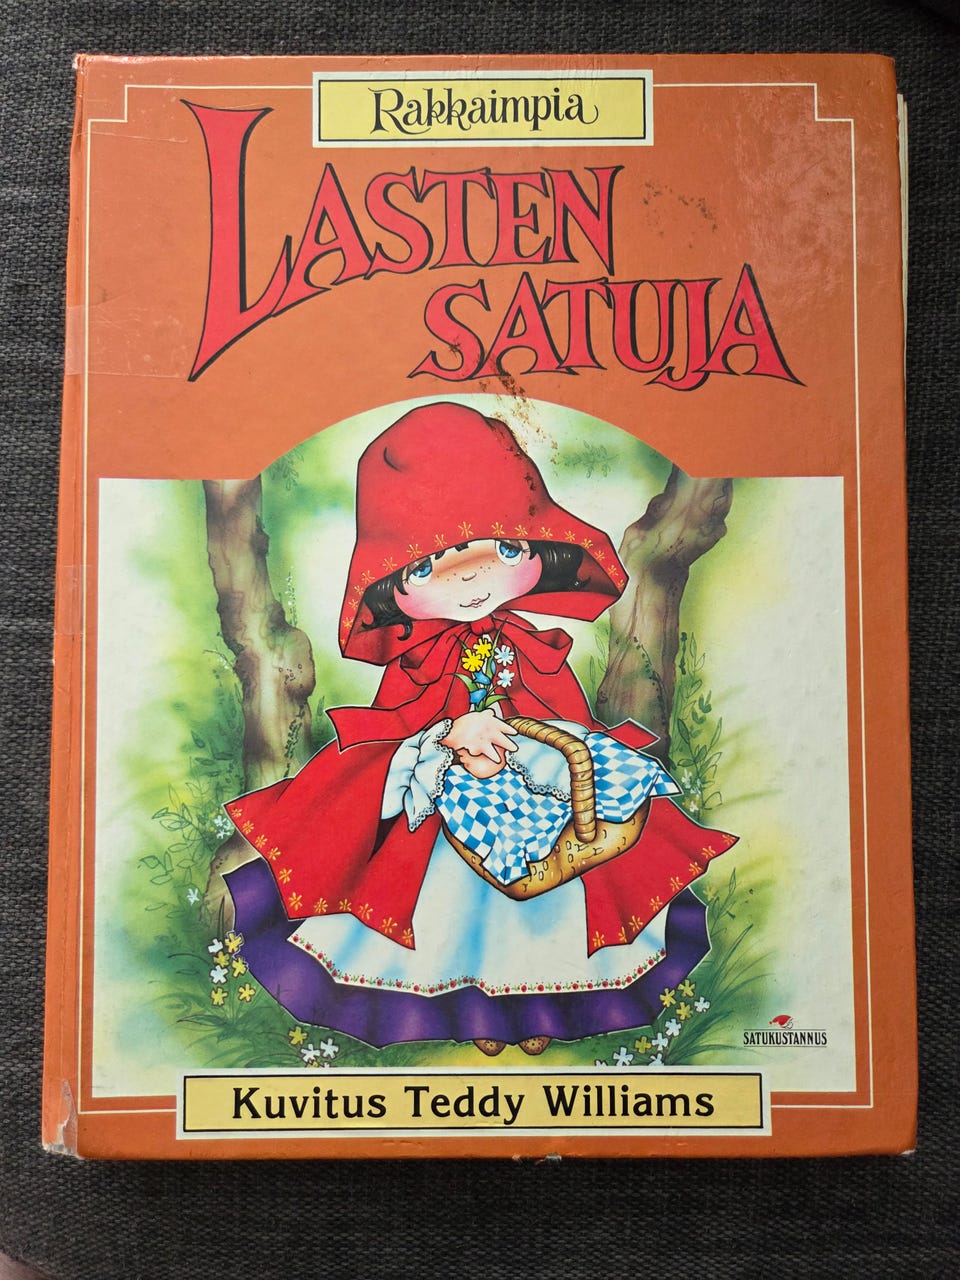 Rakkaimpia
LASTEN
SATUJA
SATUKUSTANNUS
Kuvitus Teddy Williams